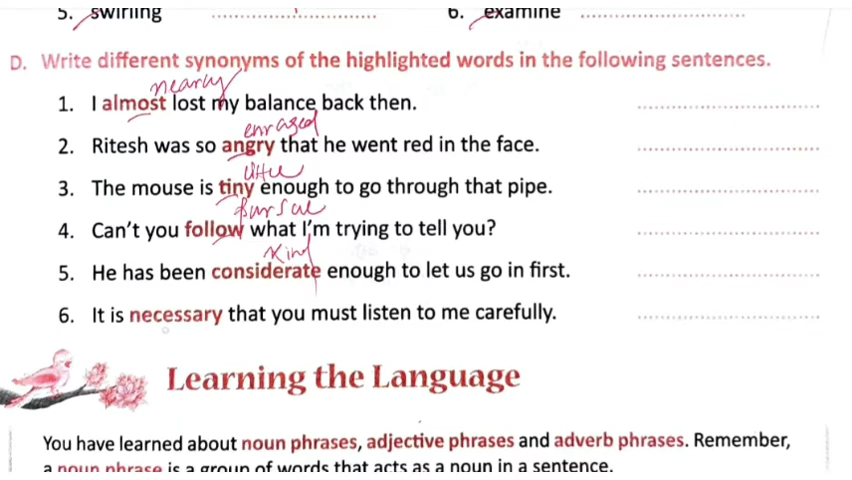 5. swirling .............................. 6. examine ..............................
D. Write different synonyms of the highlighted words in the following sentences.
nearly
1. I almost lost my balance back then. ..............................
enraged
2. Ritesh was so angry that he went red in the face. ..............................
little
3. The mouse is tiny enough to go through that pipe. ..............................
pursue
4. Can't you follow what I'm trying to tell you? ..............................
Kind
5. He has been considerate enough to let us go in first. ..............................
6. It is necessary that you must listen to me carefully. ..............................
Learning the Language
You have learned about noun phrases, adjective phrases and adverb phrases. Remember,
a noun phrase is a group of words that acts as a noun in a sentence.